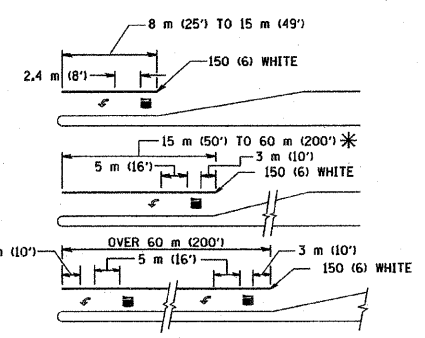 8 m (25') TO 15 m (49')
150 (6) WHITE
2.4 m (8')
15 m (50') TO 60 m (200') *
5 m (16')
3 m (10')
150 (6) WHITE
OVER 60 m (200')
m (10')
5 m (16')
3 m (10')
150 (6) WHITE